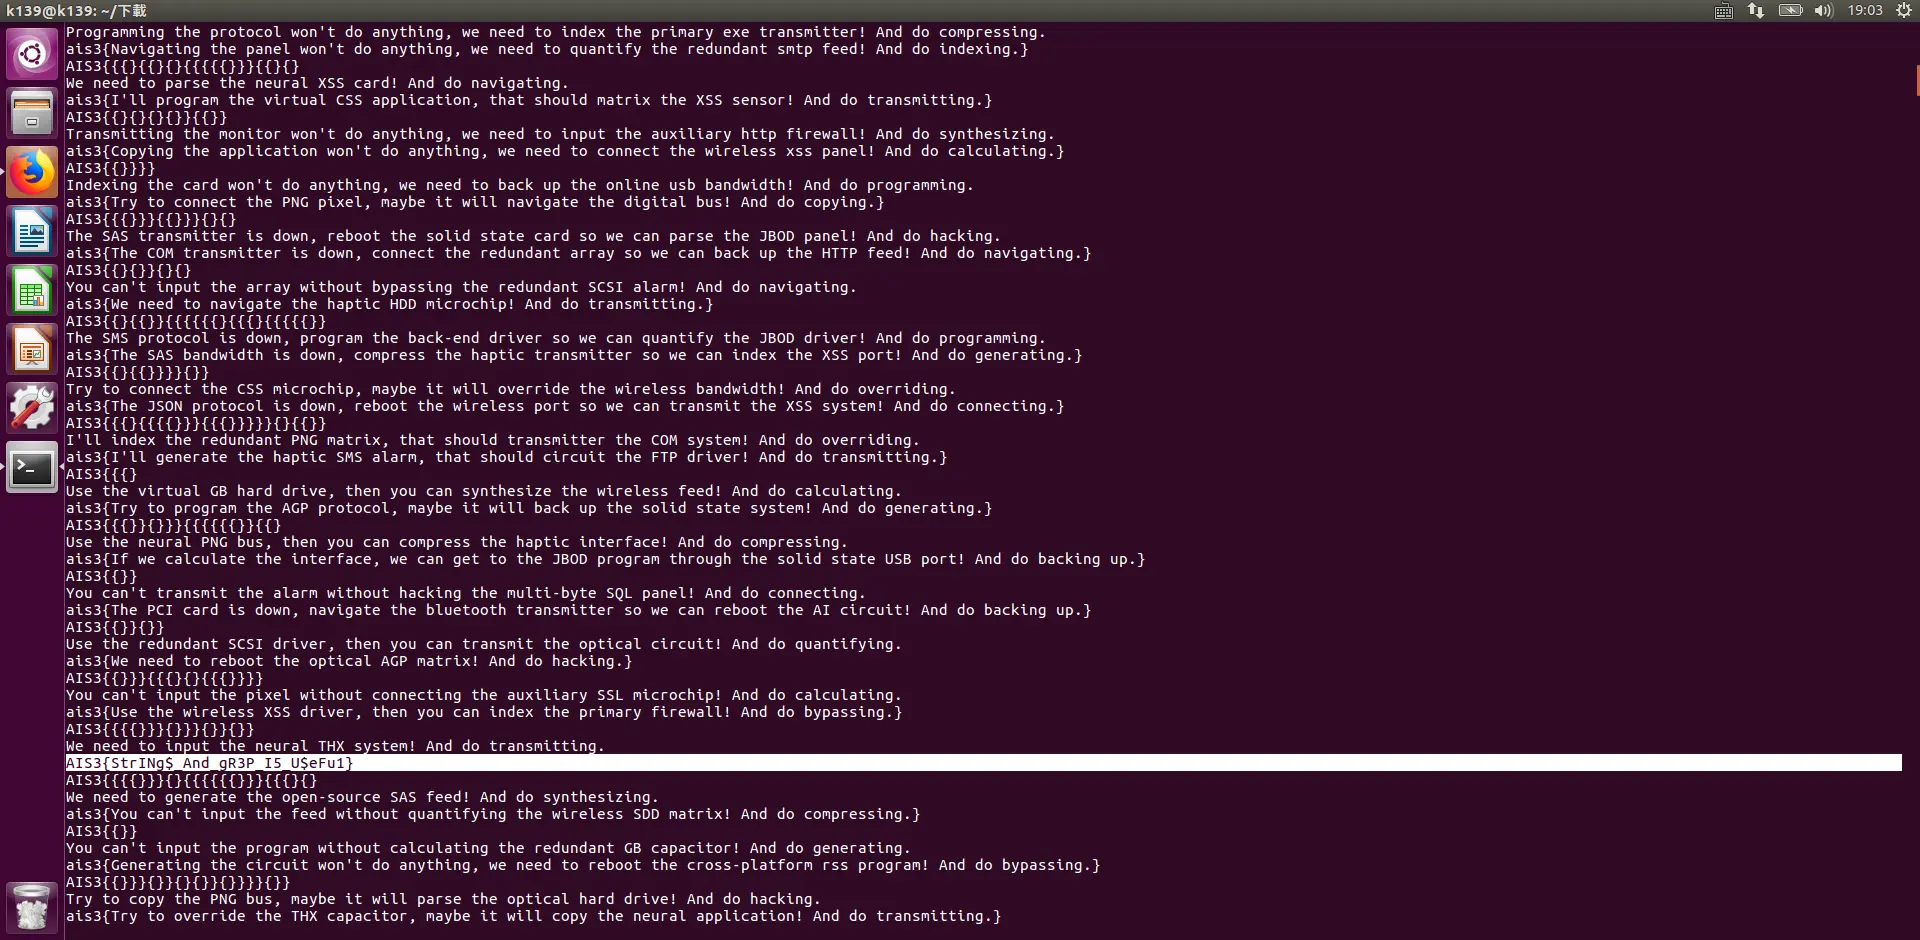 k139@k139: ~/下載
19:03
Programming the protocol won't do anything, we need to index the primary exe transmitter! And do compressing.
ais3{Navigating the panel won't do anything, we need to quantify the redundant smtp feed! And do indexing.}
AIS3{{{}{{}{}{{{{{}}}{{}{}
We need to parse the neural XSS card! And do navigating.
ais3{I'll program the virtual CSS application, that should matrix the XSS sensor! And do transmitting.}
AIS3{{}{}{}{}}{{}}
Transmitting the monitor won't do anything, we need to input the auxiliary http firewall! And do synthesizing.
ais3{Copying the application won't do anything, we need to connect the wireless xss panel! And do calculating.}
AIS3{{}}}}
Indexing the card won't do anything, we need to back up the online usb bandwidth! And do programming.
ais3{Try to connect the PNG pixel, maybe it will navigate the digital bus! And do copying.}
AIS3{{{}}}{{}}}{}{}
The SAS transmitter is down, reboot the solid state card so we can parse the JBOD panel! And do hacking.
ais3{The COM transmitter is down, connect the redundant array so we can back up the HTTP feed! And do navigating.}
AIS3{{}{}}{}{}
You can't input the array without bypassing the redundant SCSI alarm! And do navigating.
ais3{We need to navigate the haptic HDD microchip! And do transmitting.}
AIS3{{}{{}}{{{{{{}{{{}{{{{{}}
The SMS protocol is down, program the back-end driver so we can quantify the JBOD driver! And do programming.
ais3{The SAS bandwidth is down, compress the haptic transmitter so we can index the XSS port! And do generating.}
AIS3{{}{{}}}}{}}
Try to connect the CSS microchip, maybe it will override the wireless bandwidth! And do overriding.
ais3{The JSON protocol is down, reboot the wireless port so we can transmit the XSS system! And do connecting.}
AIS3{{{}{{{{}}}{{{}}}}}{}{{}}
I'll index the redundant PNG matrix, that should transmitter the COM system! And do overriding.
ais3{I'll generate the haptic SMS alarm, that should circuit the FTP driver! And do transmitting.}
AIS3{{{}
Use the virtual GB hard drive, then you can synthesize the wireless feed! And do calculating.
ais3{Try to program the AGP protocol, maybe it will back up the solid state system! And do generating.}
AIS3{{{}}{}}}{{{{{{}}{{}
Use the neural PNG bus, then you can compress the haptic interface! And do compressing.
ais3{If we calculate the interface, we can get to the JBOD program through the solid state USB port! And do backing up.}
AIS3{{}}
You can't transmit the alarm without hacking the multi-byte SQL panel! And do connecting.
ais3{The PCI card is down, navigate the bluetooth transmitter so we can reboot the AI circuit! And do backing up.}
AIS3{{}}{}}
Use the redundant SCSI driver, then you can transmit the optical circuit! And do quantifying.
ais3{We need to reboot the optical AGP matrix! And do hacking.}
AIS3{{}}}{{{}{}{{{}}}}
You can't input the pixel without connecting the auxiliary SSL microchip! And do calculating.
ais3{Use the wireless XSS driver, then you can index the primary firewall! And do bypassing.}
AIS3{{{{}}}{}}}{}}{}}
We need to input the neural THX system! And do transmitting.
AIS3{StrINg$_And_gR3P_I5_U$eFu1}
AIS3{{{{}}}{}{{{{{{}}}{{{}{}
We need to generate the open-source SAS feed! And do synthesizing.
ais3{You can't input the feed without quantifying the wireless SDD matrix! And do compressing.}
AIS3{{}}
You can't input the program without calculating the redundant GB capacitor! And do generating.
ais3{Generating the circuit won't do anything, we need to reboot the cross-platform rss program! And do bypassing.}
AIS3{{}}}{}}{}{}}{}}}}{}}
Try to copy the PNG bus, maybe it will parse the optical hard drive! And do hacking.
ais3{Try to override the THX capacitor, maybe it will copy the neural application! And do transmitting.}